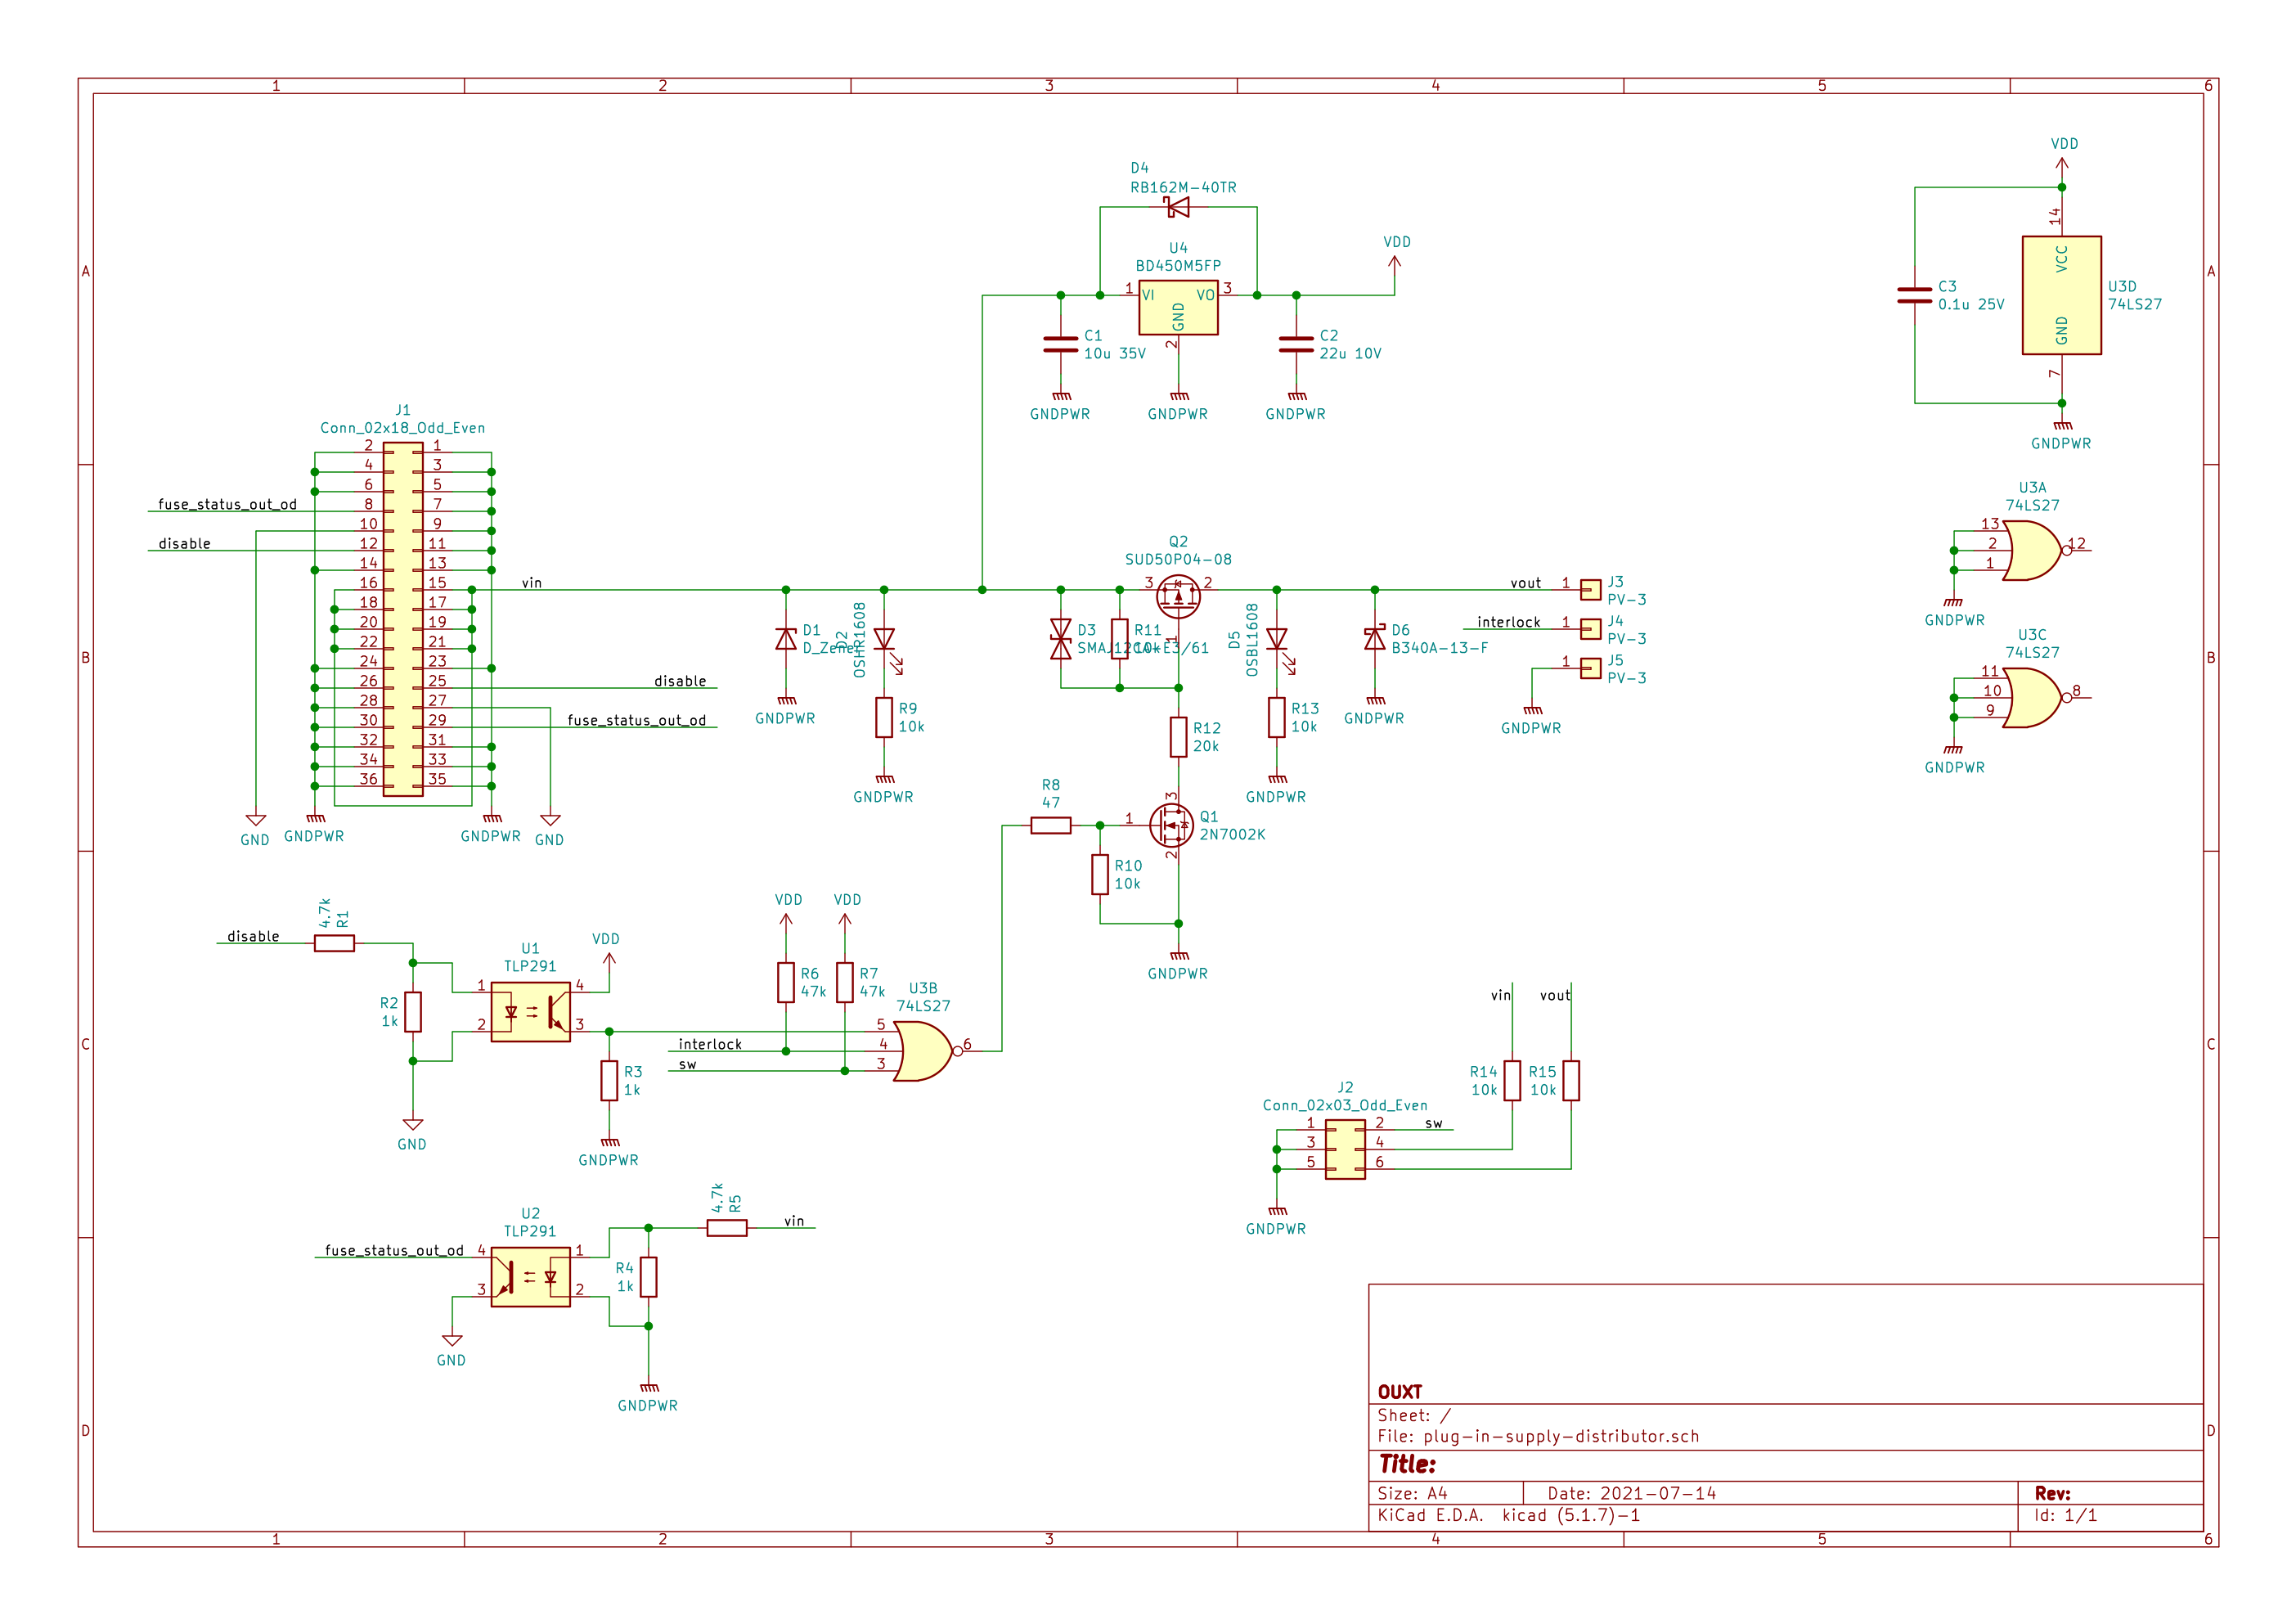 1 2 3 4 5 6
A
B
C
D
A
B
C
D
1 2 3 4 5 6
D4
RB162M-40TR
U4
BD450M5FP
1 VI VO 3
GND
2
VDD
C1
10u 35V
C2
22u 10V
GNDPWR
GNDPWR
GNDPWR
VDD
14
VCC
GND
7
U3D
74LS27
C3
0.1u 25V
GNDPWR
J1
Conn_02x18_Odd_Even
2 1
4 3
6 5
fuse_status_out_od 8 7
10 9
disable 12 11
14 13
16 15 vin
18 17
20 19
22 21
24 23
26 25 disable
28 27
30 29 fuse_status_out_od
32 31
34 33
36 35
GND
GNDPWR
GNDPWR
GND
D1
D_Zener
GNDPWR
D2
OSHR1608
R9
10k
GNDPWR
D3
SMAJ12CA-E3/61
R11
10k
Q2
SUD50P04-08
3 2
1
R12
20k
D5
OSBL1608
R13
10k
GNDPWR
D6
B340A-13-F
GNDPWR
vout 1 J3
PV-3
interlock 1 J4
PV-3
1 J5
PV-3
GNDPWR
U3A
74LS27
13
2 12
1
GNDPWR
U3C
74LS27
11
10 8
9
GNDPWR
R8
47
1
3
2
Q1
2N7002K
R10
10k
GNDPWR
disable
4.7k
R1
R2
1k
GND
U1
TLP291
1 4
2 3
VDD
R3
1k
GNDPWR
VDD
VDD
R6
47k
R7
47k
U3B
74LS27
5
interlock 4 6
sw 3
vin vout
R14
10k
R15
10k
J2
Conn_02x03_Odd_Even
1 2 sw
3 4
5 6
GNDPWR
U2
TLP291
fuse_status_out_od 4 1
3 2
GND
R4
1k
4.7k
R5
vin
GNDPWR
OUXT
Sheet: /
File: plug-in-supply-distributor.sch
Title:
Size: A4 Date: 2021-07-14 Rev:
KiCad E.D.A. kicad (5.1.7)-1 Id: 1/1